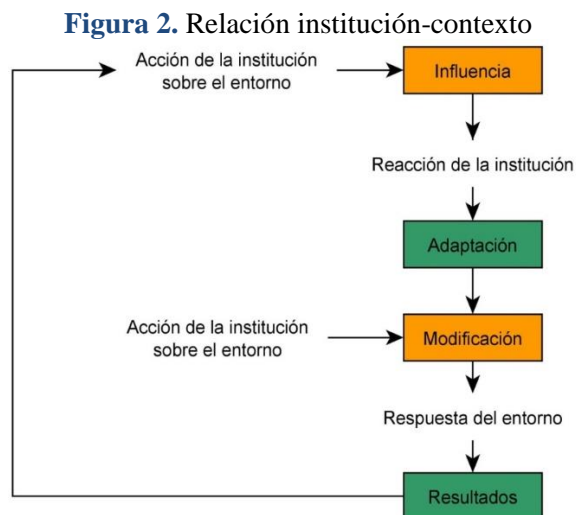 Figura 2. Relación institución-contexto
Acción de la institución
sobre el entorno
Influencia
Reacción de la institución
Adaptación
Acción de la institución
sobre el entorno
Modificación
Respuesta del entorno
Resultados